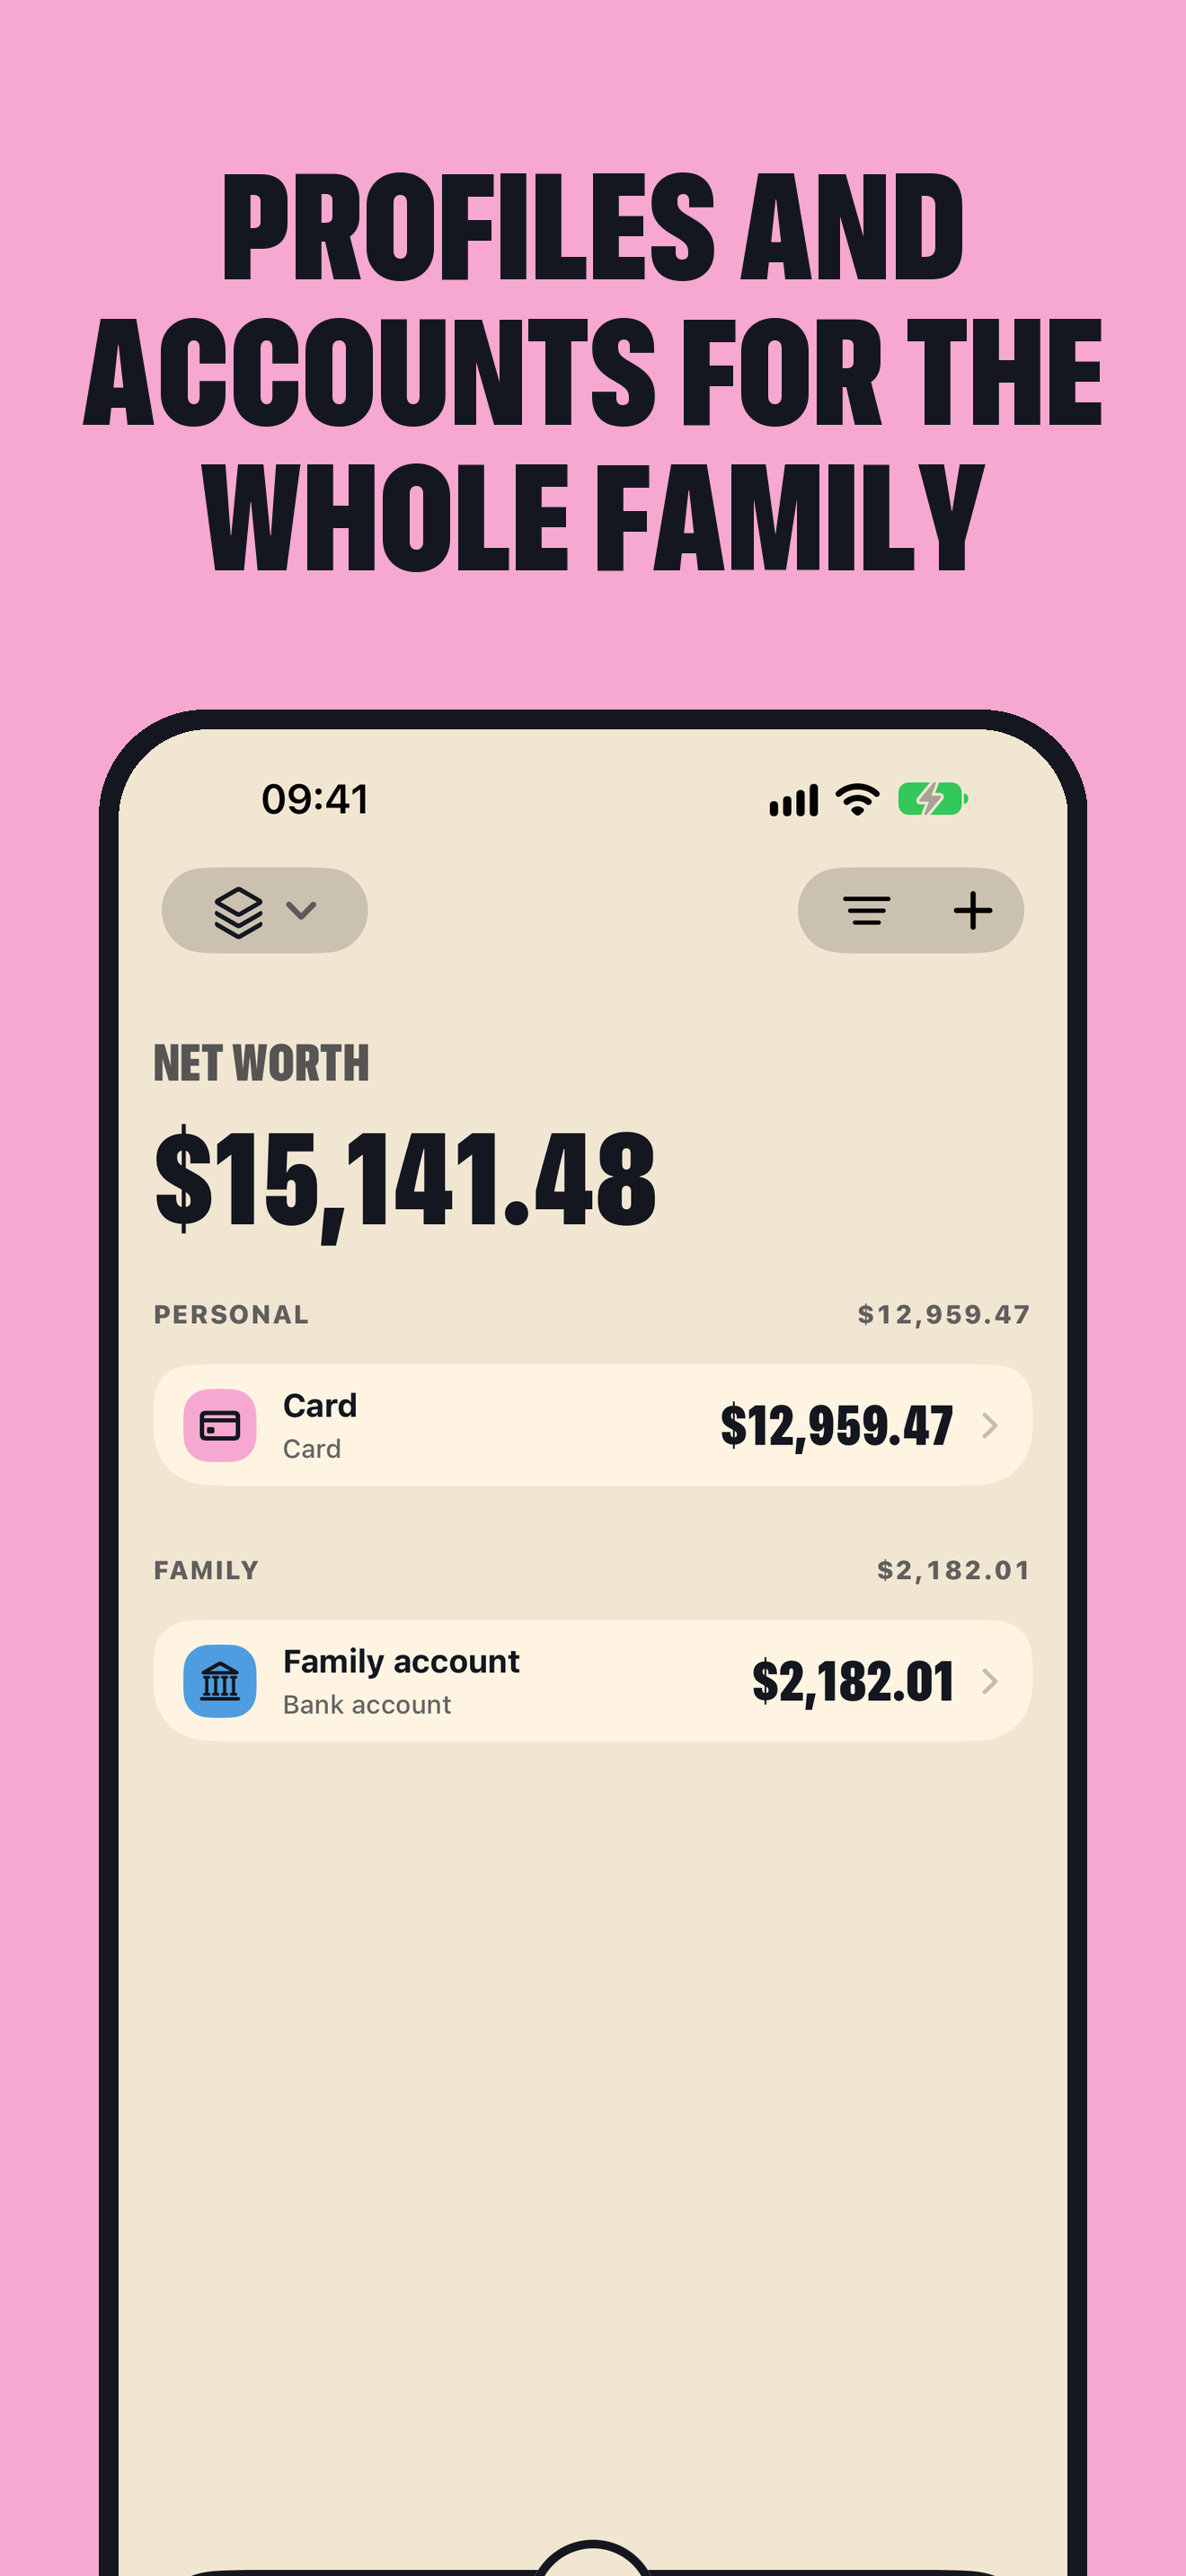 PROFILES AND
ACCOUNTS FOR THE
WHOLE FAMILY
09:41
NET WORTH
$15,141.48
PERSONAL $12,959.47
Card
Card
$12,959.47
FAMILY $2,182.01
Family account
Bank account
$2,182.01